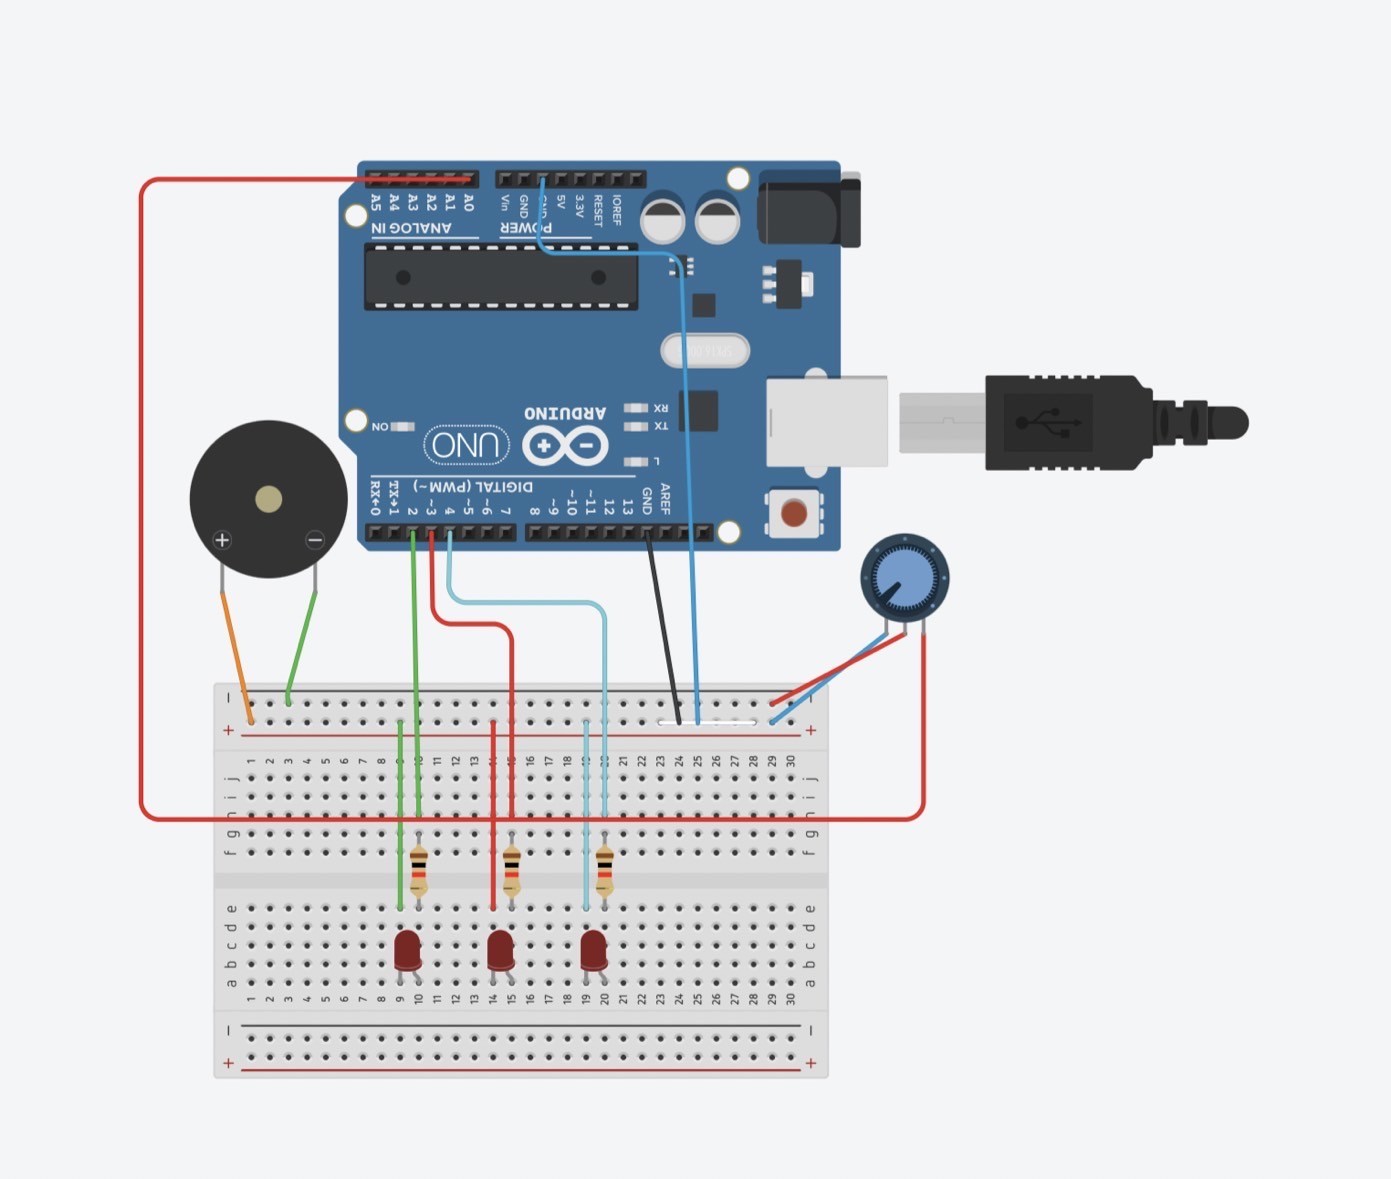 A5 A4 A3 A2 A1 A0 Vin GND GND 5V 3.3V RESET IOREF
ANALOG IN POWER
ON UNO ARDUINO RX
TX
L
DIGITAL (PWM ~)
RX←0 TX→1 2 ~3 4 ~5 ~6 7 8 ~9 ~10 ~11 12 13 GND AREF
+ −
− −
+ +
1 2 3 4 5 6 7 8 9 10 11 12 13 14 15 16 17 18 19 20 21 22 23 24 25 26 27 28 29 30
j j
i i
h h
g g
f f
e e
d d
c c
b b
a a
1 2 3 4 5 6 7 8 9 10 11 12 13 14 15 16 17 18 19 20 21 22 23 24 25 26 27 28 29 30
− −
+ +